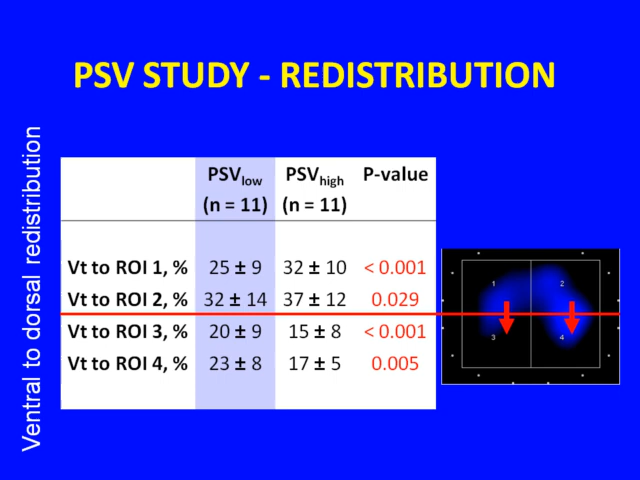 PSV STUDY - REDISTRIBUTION
Ventral to dorsal redistribution
PSVlow PSVhigh P-value
(n = 11) (n = 11)
Vt to ROI 1, % 25 ± 9 32 ± 10 < 0.001
Vt to ROI 2, % 32 ± 14 37 ± 12 0.029
Vt to ROI 3, % 20 ± 9 15 ± 8 < 0.001
Vt to ROI 4, % 23 ± 8 17 ± 5 0.005
1 2
3 4